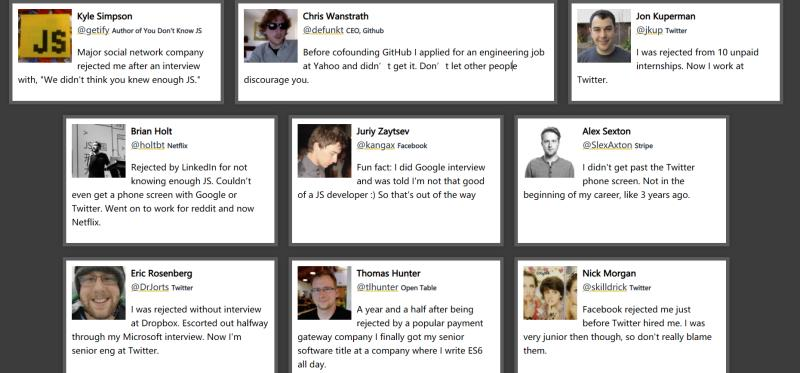 Kyle Simpson
@getify Author of You Don't Know JS
Major social network company
rejected me after an interview
with, "We didn't think you knew enough JS."
Chris Wanstrath
@defunkt CEO, Github
Before cofounding GitHub I applied for an engineering job
at Yahoo and didn't get it. Don't let other people
discourage you.
Jon Kuperman
@jkup Twitter
I was rejected from 10 unpaid
internships. Now I work at
Twitter.
Brian Holt
@holtbt Netflix
Rejected by LinkedIn for not
knowing enough JS. Couldn't
even get a phone screen with Google or
Twitter. Went on to work for reddit and now
Netflix.
Juriy Zaytsev
@kangax Facebook
Fun fact: I did Google interview
and was told I'm not that good
of a JS developer :) So that's out of the way
Alex Sexton
@SlexAxton Stripe
I didn't get past the Twitter
phone screen. Not in the
beginning of my career, like 3 years ago.
Eric Rosenberg
@DrJorts Twitter
I was rejected without interview
at Dropbox. Escorted out halfway
through my Microsoft interview. Now I'm
senior eng at Twitter.
Thomas Hunter
@tlhunter Open Table
A year and a half after being
rejected by a popular payment
gateway company I finally got my senior
software title at a company where I write ES6
all day.
Nick Morgan
@skilldrick Twitter
Facebook rejected me just
before Twitter hired me. I was
very junior then though, so don't really blame
them.
JS